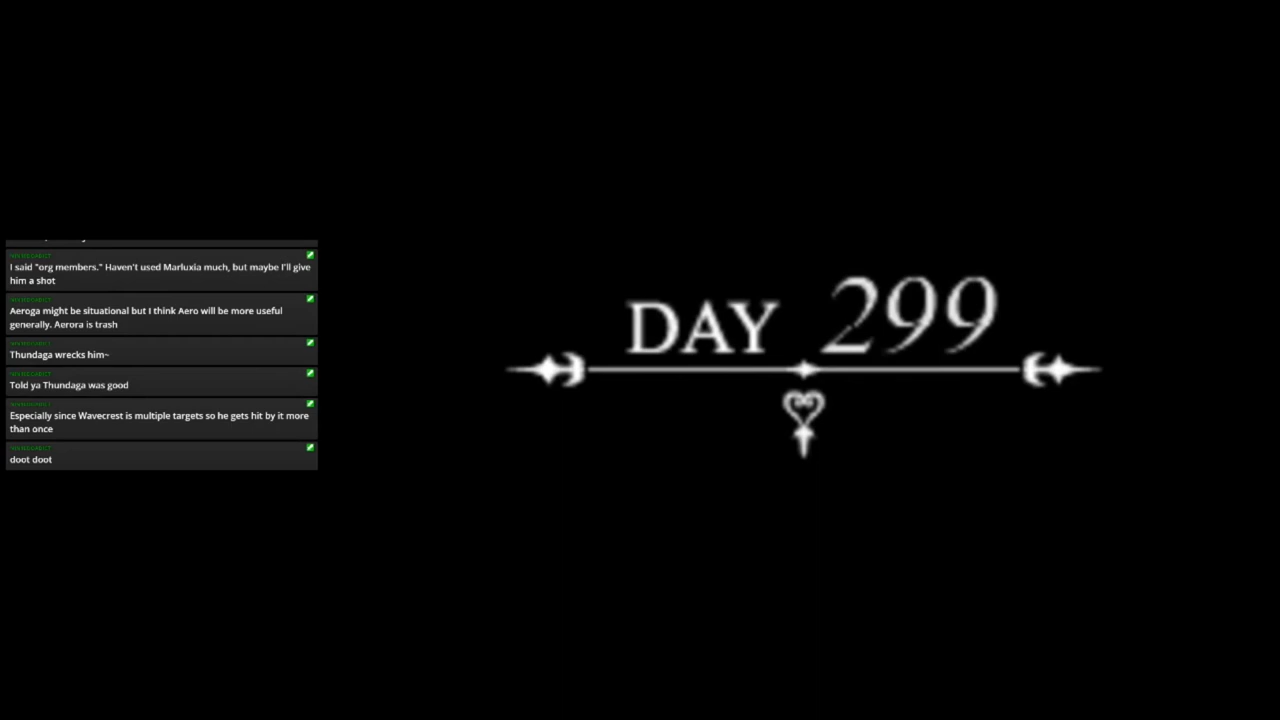 I said "org members." Haven't used Marluxia much, but maybe I'll give
him a shot
Aeroga might be situational but I think Aero will be more useful
generally. Aerora is trash
Thundaga wrecks him~
Told ya Thundaga was good
Especially since Wavecrest is multiple targets so he gets hit by it more
than once
doot doot
DAY 299